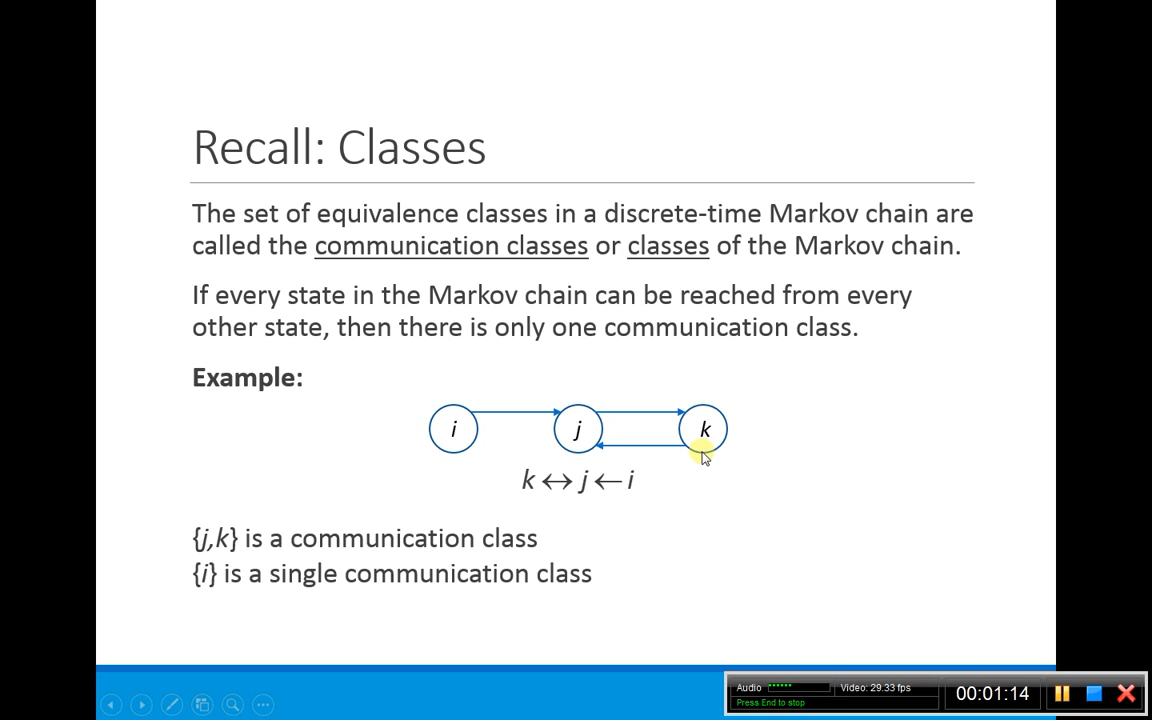 Recall: Classes
The set of equivalence classes in a discrete-time Markov chain are
called the communication classes or classes of the Markov chain.
If every state in the Markov chain can be reached from every
other state, then there is only one communication class.
Example:
i j k
k ↔ j ← i
{j,k} is a communication class
{i} is a single communication class
Audio Video: 29.33 fps
Press End to stop
00:01:14